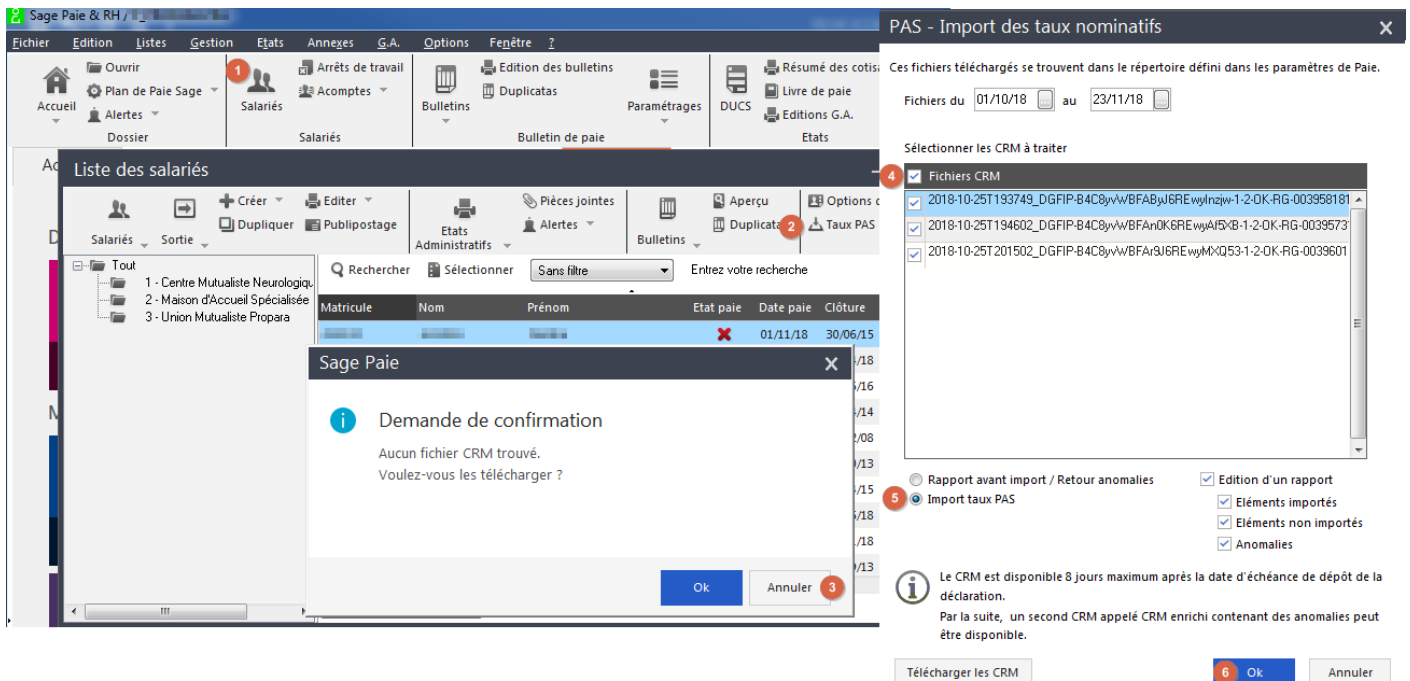 Sage Paie & RH /
Fichier Edition Listes Gestion Etats Annexes G.A. Options Fenêtre ?
Accueil
Ouvrir
Plan de Paie Sage
Alertes
Dossier
1
Salariés
Arrêts de travail
Acomptes
Salariés
Bulletins
Edition des bulletins
Duplicatas
Paramétrages
Bulletin de paie
DUCS
Résumé des cotis
Livre de paie
Editions G.A.
Etats
Liste des salariés
Salariés
Sortie
Créer
Dupliquer
Editer
Publipostage
Etats
Administratifs
Pièces jointes
Alertes
Bulletins
Aperçu
Duplicata
2
Options
Taux PAS
Tout
1 - Centre Mutualiste Neurologiqu
2 - Maison d'Accueil Spécialisée
3 - Union Mutualiste Propara
Rechercher Sélectionner Sans filtre Entrez votre recherche
Matricule Nom Prénom Etat paie Date paie Clôture
01/11/18 30/06/15
/18
/16
/14
/08
/13
/15
/18
/18
/13
Sage Paie X
Demande de confirmation
Aucun fichier CRM trouvé.
Voulez-vous les télécharger ?
Ok Annuler 3
PAS - Import des taux nominatifs X
Ces fichiers téléchargés se trouvent dans le répertoire défini dans les paramètres de Paie.
Fichiers du 01/10/18 au 23/11/18
Sélectionner les CRM à traiter
4 Fichiers CRM
2018-10-25T193749_DGFIP-B4C8yvWBFAByJ6REwyInzjw-1-2-OK-RG-003958181
2018-10-25T194602_DGFIP-B4C8yvWBFAn0K6REwyAf5XB-1-2-OK-RG-0039573
2018-10-25T201502_DGFIP-B4C8yvWBFAr9J6REwyMXQ53-1-2-OK-RG-0039601
Rapport avant import / Retour anomalies
5 Import taux PAS
Edition d'un rapport
Eléments importés
Eléments non importés
Anomalies
Le CRM est disponible 8 jours maximum après la date d'échéance de dépôt de la
déclaration.
Par la suite, un second CRM appelé CRM enrichi contenant des anomalies peut
être disponible.
Télécharger les CRM 6 Ok Annuler